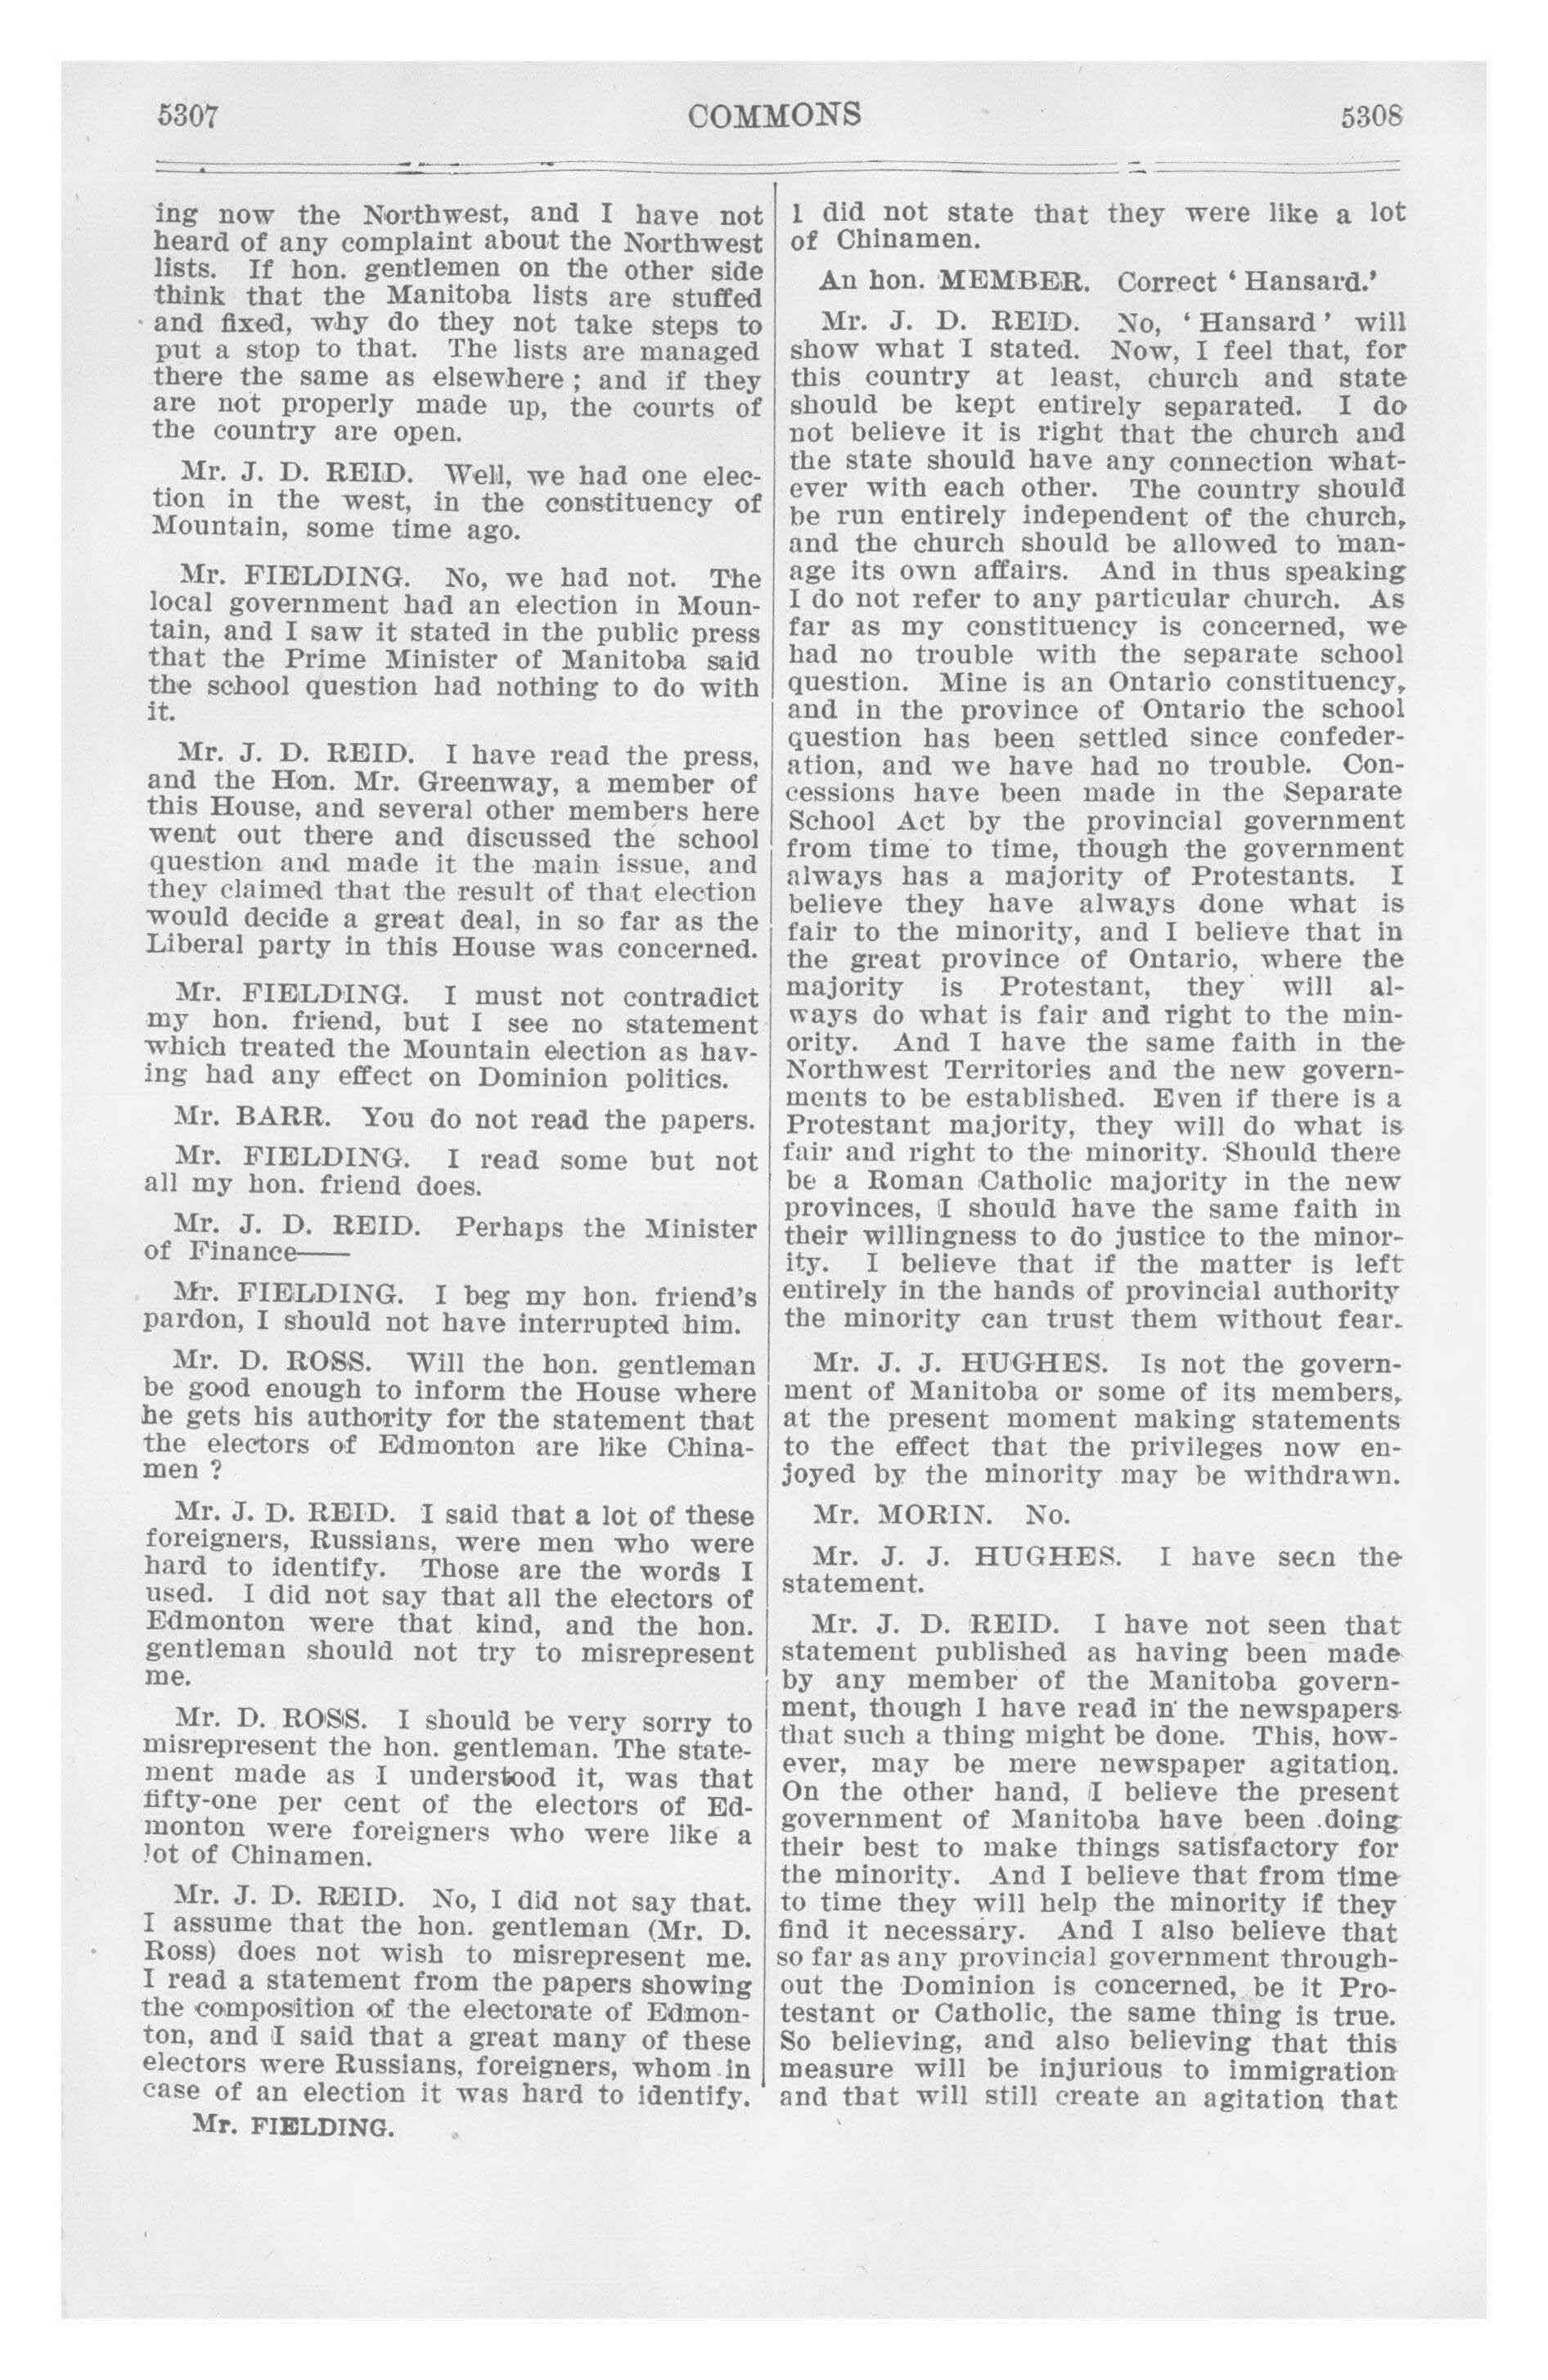 5307 COMMONS 5308
ing now the Northwest, and I have not
heard of any complaint about the Northwest
lists. If hon. gentlemen on the other side
think that the Manitoba lists are stuffed
and fixed, why do they not take steps to
put a stop to that. The lists are managed
there the same as elsewhere ; and if they
are not properly made up, the courts of
the country are open.
Mr. J. D. REID. Well, we had one elec-
tion in the west, in the constituency of
Mountain, some time ago.
Mr. FIELDING. No, we had not. The
local government had an election in Moun-
tain, and I saw it stated in the public press
that the Prime Minister of Manitoba said
the school question had nothing to do with
it.
Mr. J. D. REID. I have read the press,
and the Hon. Mr. Greenway, a member of
this House, and several other members here
went out there and discussed the school
question and made it the main issue, and
they claimed that the result of that election
would decide a great deal, in so far as the
Liberal party in this House was concerned.
Mr. FIELDING. I must not contradict
my hon. friend, but I see no statement
which treated the Mountain election as hav-
ing had any effect on Dominion politics.
Mr. BARR. You do not read the papers.
Mr. FIELDING. I read some but not
all my hon. friend does.
Mr. J. D. REID. Perhaps the Minister
of Finance——
Mr. FIELDING. I beg my hon. friend's
pardon, I should not have interrupted him.
Mr. D. ROSS. Will the hon. gentleman
be good enough to inform the House where
he gets his authority for the statement that
the electors of Edmonton are like China-
men ?
Mr. J. D. REID. I said that a lot of these
foreigners, Russians, were men who were
hard to identify. Those are the words I
used. I did not say that all the electors of
Edmonton were that kind, and the hon.
gentleman should not try to misrepresent
me.
Mr. D. ROSS. I should be very sorry to
misrepresent the hon. gentleman. The state-
ment made as I understood it, was that
fifty-one per cent of the electors of Ed-
monton were foreigners who were like a
lot of Chinamen.
Mr. J. D. REID. No, I did not say that.
I assume that the hon. gentleman (Mr. D.
Ross) does not wish to misrepresent me.
I read a statement from the papers showing
the composition of the electorate of Edmon-
ton, and I said that a great many of these
electors were Russians, foreigners, whom in
case of an election it was hard to identify.
Mr. FIELDING.
I did not state that they were like a lot
of Chinamen.
An hon. MEMBER. Correct ' Hansard.'
Mr. J. D. REID. No, ' Hansard ' will
show what I stated. Now, I feel that, for
this country at least, church and state
should be kept entirely separated. I do
not believe it is right that the church and
the state should have any connection what-
ever with each other. The country should
be run entirely independent of the church,
and the church should be allowed to man-
age its own affairs. And in thus speaking
I do not refer to any particular church. As
far as my constituency is concerned, we
had no trouble with the separate school
question. Mine is an Ontario constituency,
and in the province of Ontario the school
question has been settled since confeder-
ation, and we have had no trouble. Con-
cessions have been made in the Separate
School Act by the provincial government
from time to time, though the government
always has a majority of Protestants. I
believe they have always done what is
fair to the minority, and I believe that in
the great province of Ontario, where the
majority is Protestant, they will al-
ways do what is fair and right to the min-
ority. And I have the same faith in the
Northwest Territories and the new govern-
ments to be established. Even if there is a
Protestant majority, they will do what is
fair and right to the minority. Should there
be a Roman Catholic majority in the new
provinces, I should have the same faith in
their willingness to do justice to the minor-
ity. I believe that if the matter is left
entirely in the hands of provincial authority
the minority can trust them without fear.
Mr. J. J. HUGHES. Is not the govern-
ment of Manitoba or some of its members,
at the present moment making statements
to the effect that the privileges now en-
joyed by the minority may be withdrawn.
Mr. MORIN. No.
Mr. J. J. HUGHES. I have seen the
statement.
Mr. J. D. REID. I have not seen that
statement published as having been made
by any member of the Manitoba govern-
ment, though I have read in the newspapers
that such a thing might be done. This, how-
ever, may be mere newspaper agitation.
On the other hand, I believe the present
government of Manitoba have been doing
their best to make things satisfactory for
the minority. And I believe that from time
to time they will help the minority if they
find it necessary. And I also believe that
so far as any provincial government through-
out the Dominion is concerned, be it Pro-
testant or Catholic, the same thing is true.
So believing, and also believing that this
measure will be injurious to immigration
and that will still create an agitation that